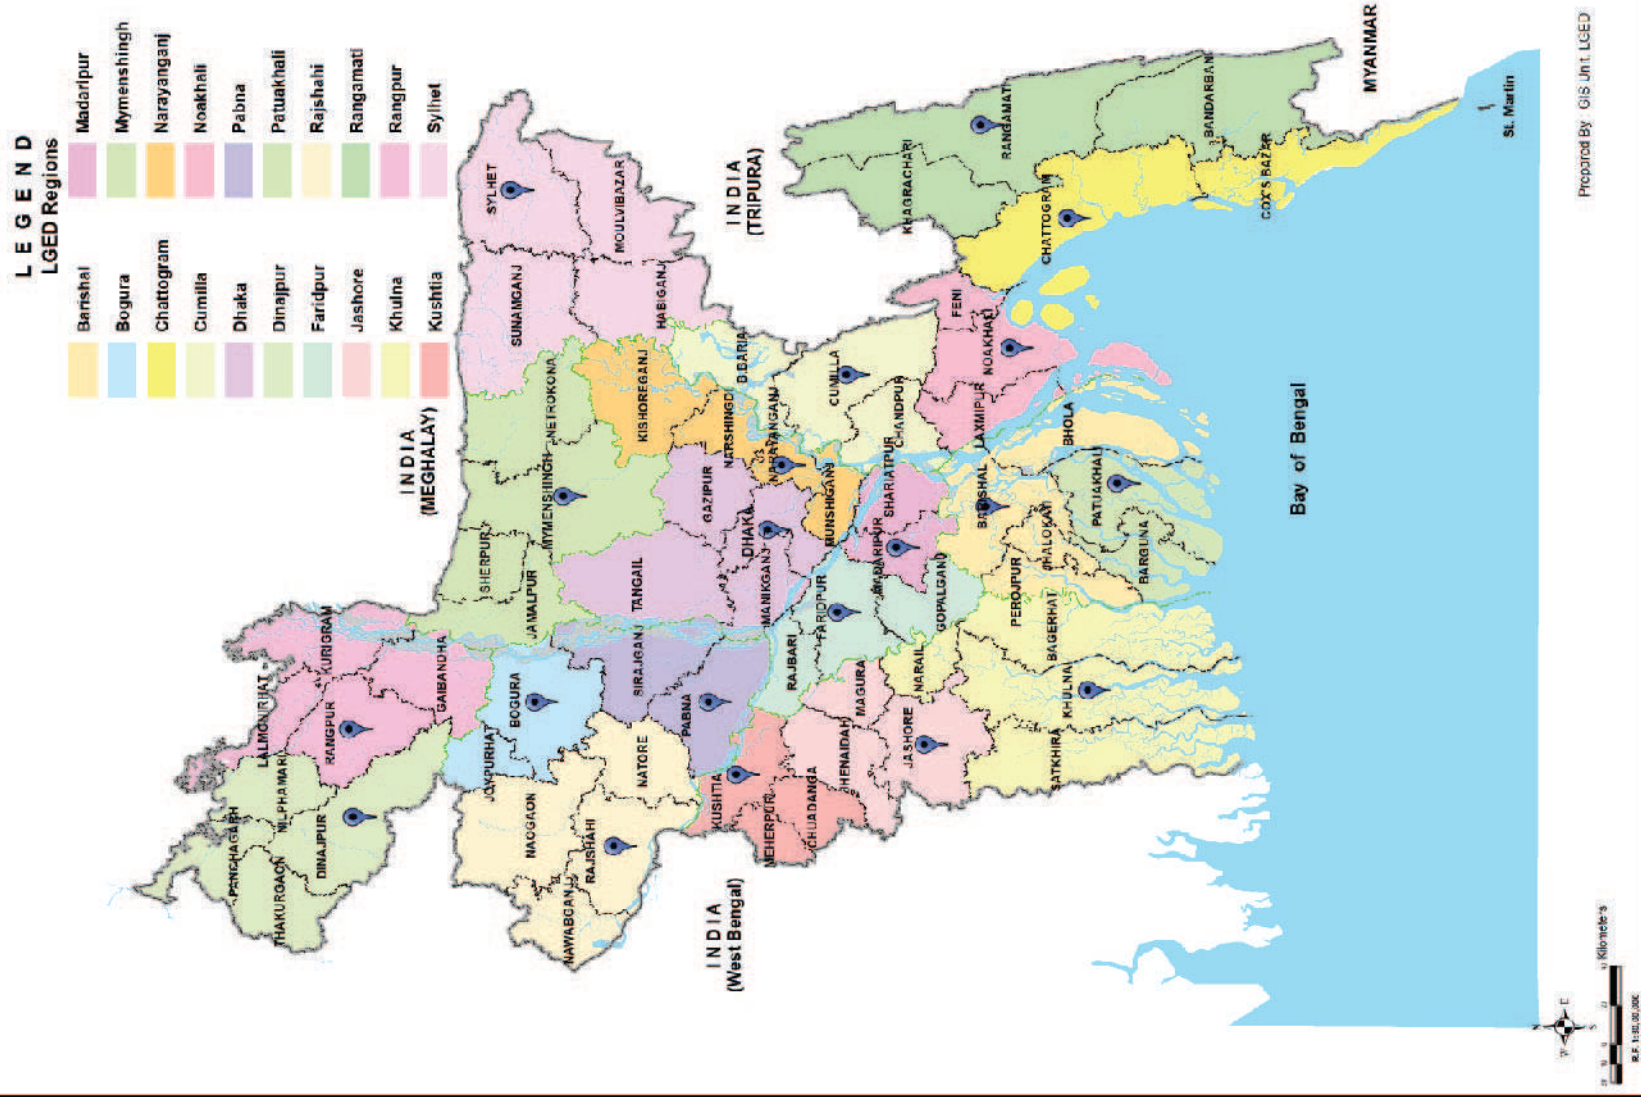 LEGEND
LGED Regions
Barishal
Bogura
Chattogram
Cumilla
Dhaka
Dinajpur
Faridpur
Jashore
Khulna
Kushtia
Madaripur
Mymenshingh
Narayanganj
Noakhali
Pabna
Patuakhali
Rajshahi
Rangamati
Rangpur
Sylhet
PANCHAGARH
THAKURGAON
NILPHAMARI
DINAJPUR
LALMONIRHAT
KURIGRAM
RANGPUR
GAIBANDHA
JOYPURHAT
BOGURA
NAOGAON
NAWABGANJ
RAJSHAHI
NATORE
SIRAJGANJ
PABNA
SHERPUR
JAMALPUR
MYMENSHINGH
NETROKONA
SUNAMGANJ
SYLHET
MOULVIBAZAR
HABIGANJ
KISHOREGANJ
TANGAIL
GAZIPUR
NARSHINGD
B.BARIA
DHAKA
MANIKGANJ
NARAYANGANJ
MUNSHIGANJ
KUSHTIA
MEHERPUR
CHUADANGA
JHENAIDAH
MAGURA
RAJBARI
FARIDPUR
MADARIPUR
SHARIATPUR
GOPALGANJ
CUMILLA
CHANDPUR
FENI
NOAKHALI
LAXMIPUR
JASHORE
NARAIL
SATKHIRA
KHULNA
BAGERHAT
PEROJPUR
JHALOKATI
BARISHAL
BHOLA
PATUAKHALI
BARGUNA
KHAGRACHARI
RANGAMATI
CHATTOGRAM
BANDARBAN
COX'S BAZAR
INDIA
(MEGHALAY)
INDIA
(TRIPURA)
INDIA
(West Bengal)
MYANMAR
St. Martin
Bay of Bengal
Prepared By : GIS Unit, LGED
N
W
E
S
Kilometers